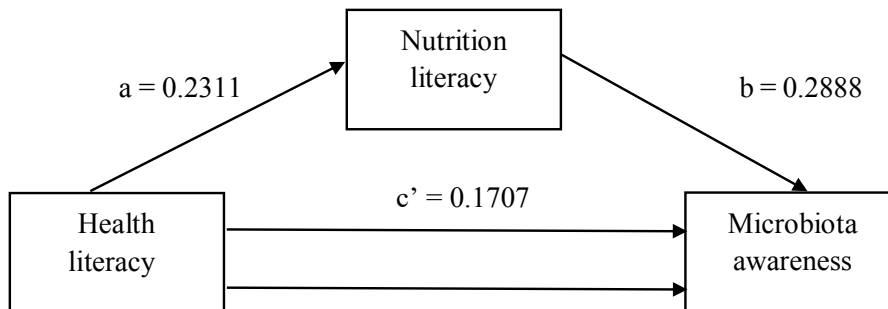 Nutrition
literacy
a = 0.2311
b = 0.2888
c’ = 0.1707
Health
literacy
Microbiota
awareness